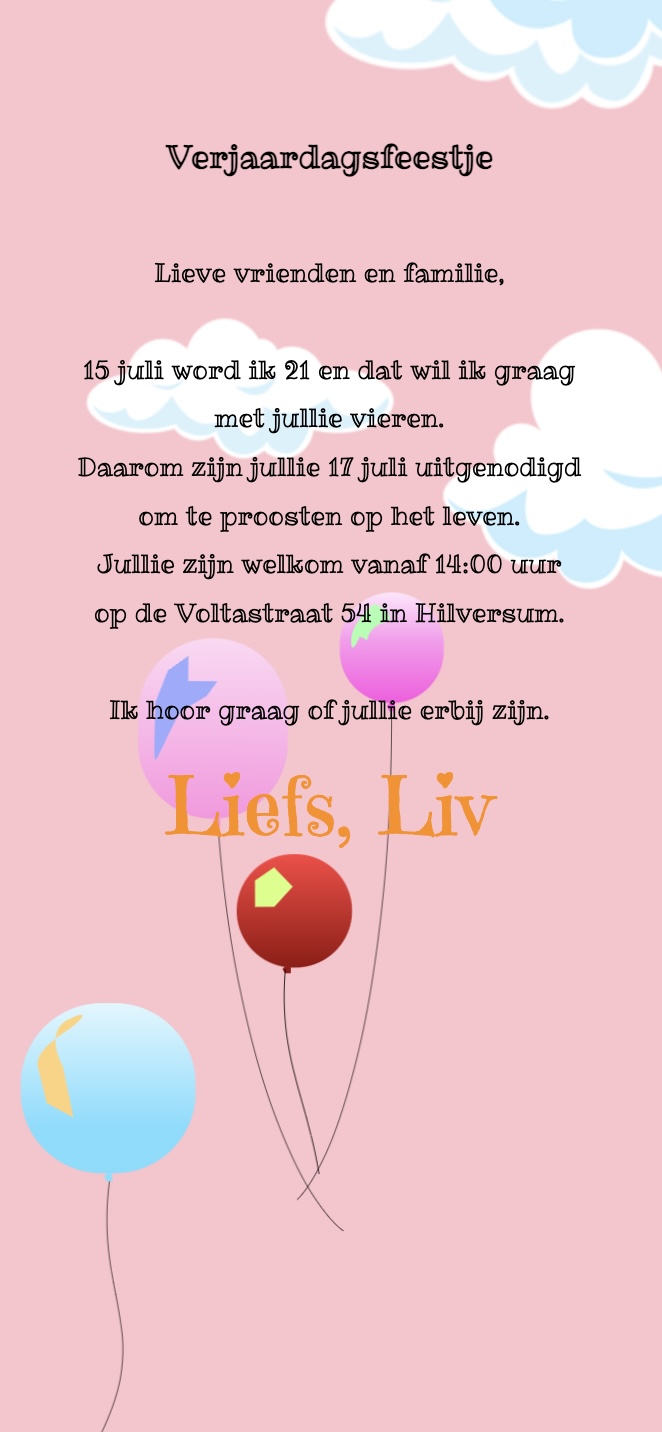 Verjaardagsfeestje
Lieve vrienden en familie,
15 juli word ik 21 en dat wil ik graag
met jullie vieren.
Daarom zijn jullie 17 juli uitgenodigd
om te proosten op het leven.
Jullie zijn welkom vanaf 14:00 uur
op de Voltastraat 54 in Hilversum.
Ik hoor graag of jullie erbij zijn.
Liefs, Liv